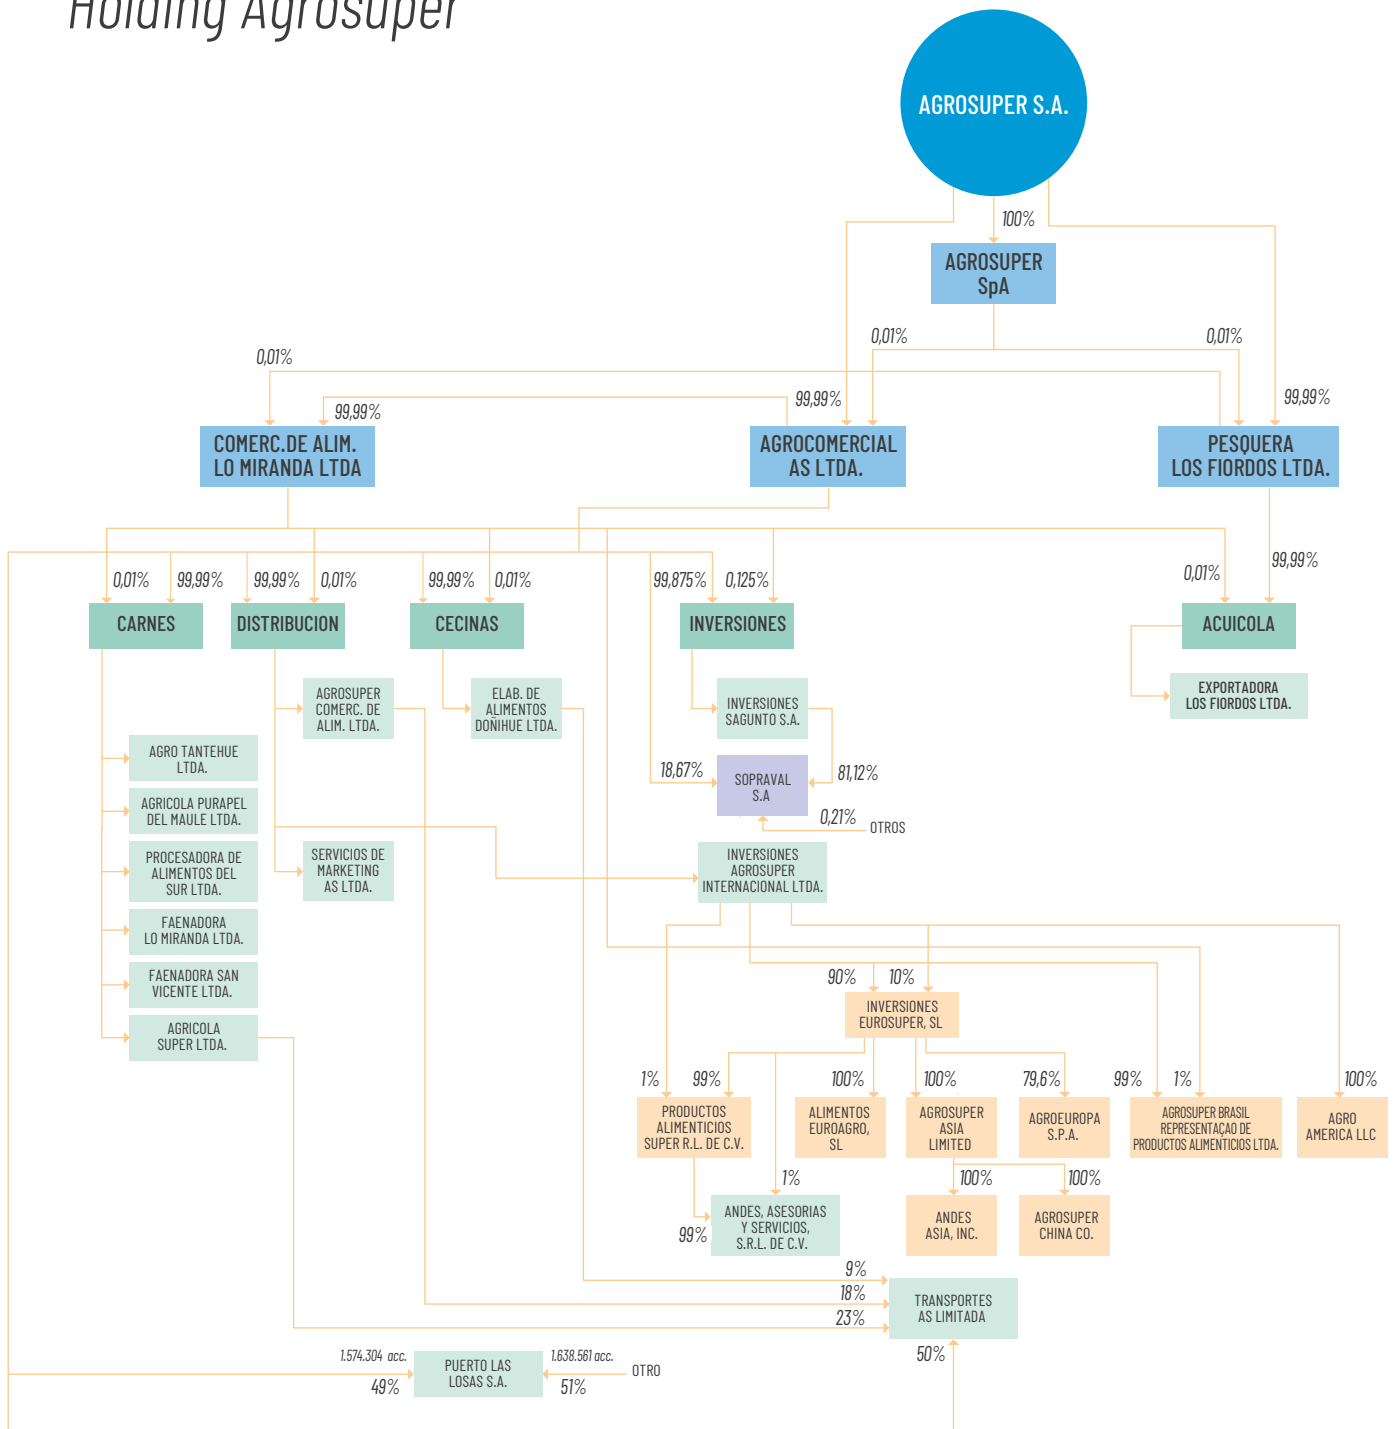 Holding Agrosuper
AGROSUPER S.A.
100%
AGROSUPER
SpA
0,01%
0,01%
0,01%
99,99%
99,99%
99,99%
COMERC.DE ALIM.
LO MIRANDA LTDA
AGROCOMERCIAL
AS LTDA.
PESQUERA
LOS FIORDOS LTDA.
0,01%
99,99%
99,99%
0,01%
99,99%
0,01%
99,875%
0,125%
0,01%
99,99%
CARNES
DISTRIBUCION
CECINAS
INVERSIONES
ACUICOLA
AGROSUPER
COMERC. DE
ALIM. LTDA.
ELAB. DE
ALIMENTOS
DOÑIHUE LTDA.
INVERSIONES
SAGUNTO S.A.
EXPORTADORA
LOS FIORDOS LTDA.
AGRO TANTEHUE
LTDA.
18,67%
SOPRAVAL
S.A
81,12%
0,21%
OTROS
AGRICOLA PURAPEL
DEL MAULE LTDA.
PROCESADORA DE
ALIMENTOS DEL
SUR LTDA.
SERVICIOS DE
MARKETING
AS LTDA.
INVERSIONES
AGROSUPER
INTERNACIONAL LTDA.
FAENADORA
LO MIRANDA LTDA.
FAENADORA SAN
VICENTE LTDA.
AGRICOLA
SUPER LTDA.
90%
10%
INVERSIONES
EUROSUPER, SL
1%
99%
100%
100%
79,6%
99%
1%
100%
PRODUCTOS
ALIMENTICIOS
SUPER R.L. DE C.V.
ALIMENTOS
EUROAGRO,
SL
AGROSUPER
ASIA
LIMITED
AGROEUROPA
S.P.A.
AGROSUPER BRASIL
REPRESENTAÇAO DE
PRODUCTOS ALIMENTICIOS LTDA.
AGRO
AMERICA LLC
1%
100%
100%
99%
ANDES, ASESORIAS
Y SERVICIOS,
S.R.L. DE C.V.
ANDES
ASIA, INC.
AGROSUPER
CHINA CO.
9%
18%
23%
TRANSPORTES
AS LIMITADA
50%
1.574.304 acc.
49%
PUERTO LAS
LOSAS S.A.
1.638.561 acc.
51%
OTRO